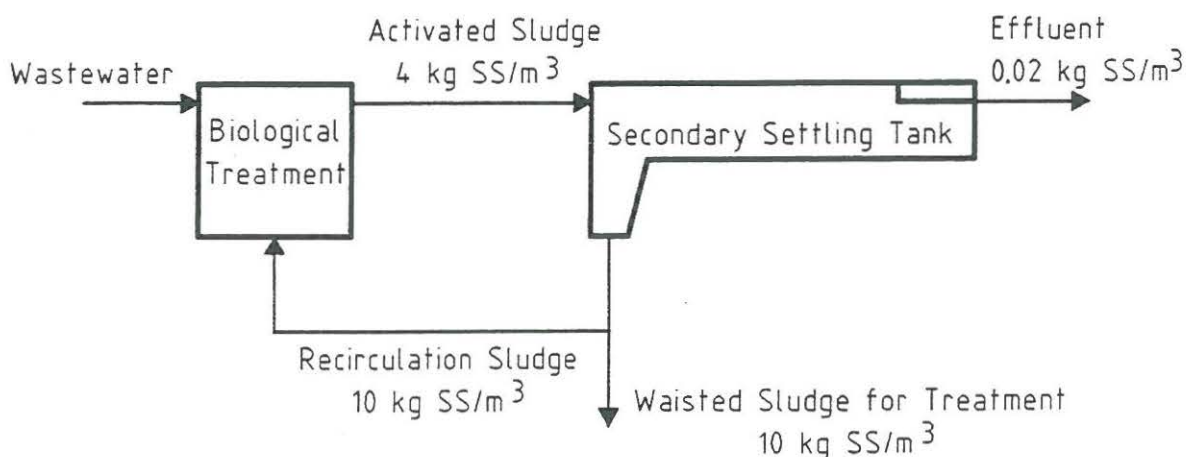 Activated Sludge
4 kg SS/m³
Effluent
0.02 kg SS/m³
Wastewater
Biological
Treatment
Secondary Settling Tank
Recirculation Sludge
10 kg SS/m³
Waisted Sludge for Treatment
10 kg SS/m³